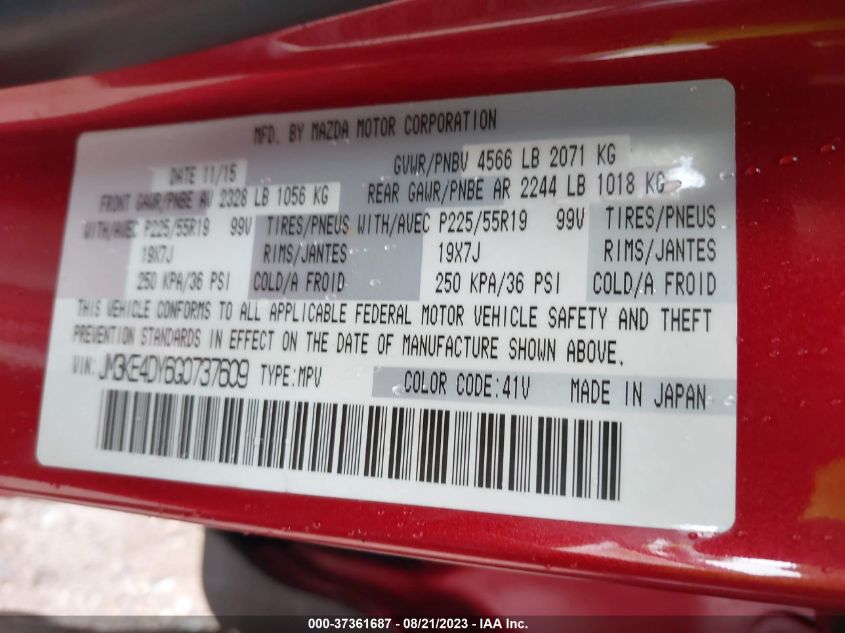 MFD. BY MAZDA MOTOR CORPORATION
DATE 11/15 GVWR/PNBV 4566 LB 2071 KG
FRONT GAWR/PNBE AV 2328 LB 1056 KG REAR GAWR/PNBE AR 2244 LB 1018 KG
WITH/AVEC P225/55R19 99V TIRES/PNEUS WITH/AVEC P225/55R19 99V TIRES/PNEUS
19X7J RIMS/JANTES 19X7J RIMS/JANTES
250 KPA/36 PSI COLD/A FROID 250 KPA/36 PSI COLD/A FROID
THIS VEHICLE CONFORMS TO ALL APPLICABLE FEDERAL MOTOR VEHICLE SAFETY AND THEFT
PREVENTION STANDARDS IN EFFECT ON THE DATE OF MANUFACTURE SHOWN ABOVE.
VIN: JM3KE4DY6G0737609 TYPE:MPV COLOR CODE:41V MADE IN JAPAN
000-37361687 - 08/21/2023 - IAA Inc.